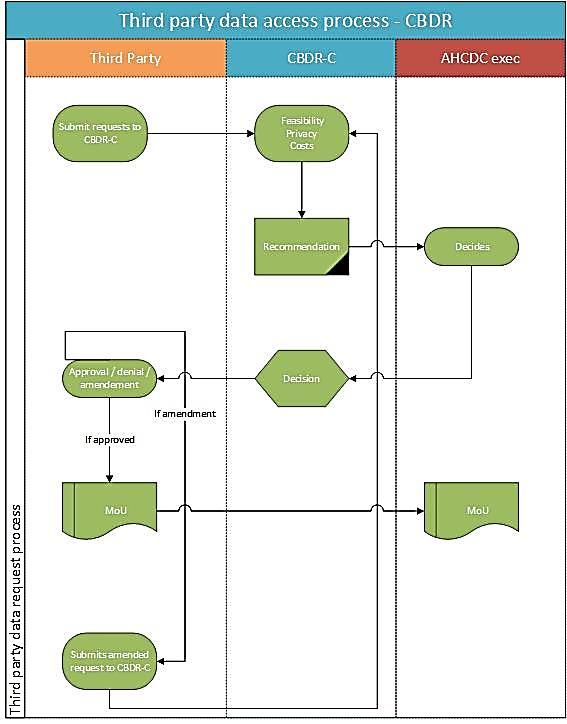 Third party data access process - CBDR
Third Party
CBDR-C
AHCDC exec
Submit requests to
CBDR-C
Feasibility
Privacy
Costs
Recommendation
Decides
Approval / denial /
amendement
Decision
If amendment
If approved
MoU
MoU
Submits amended
request to CBDR-C
Third party data request process